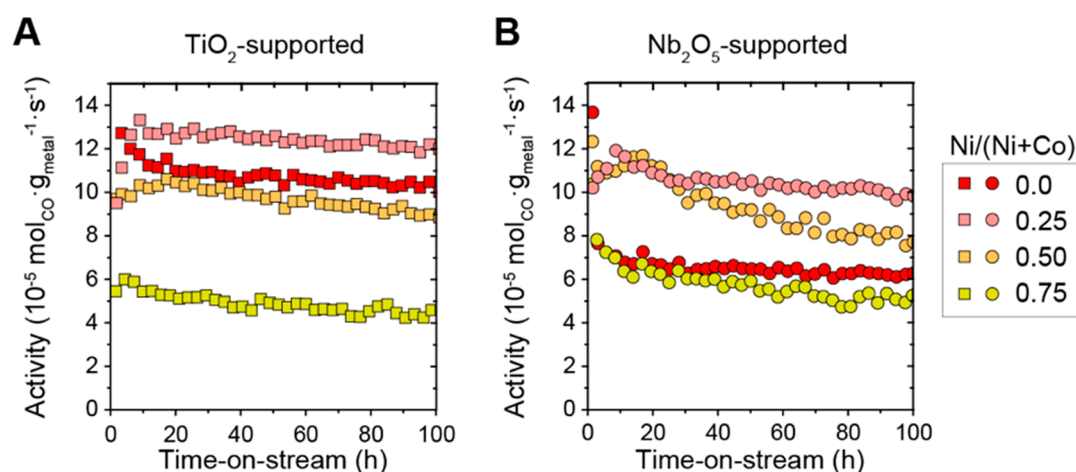 A
TiO2-supported
Activity (10-5 molCO·gmetal-1·s-1)
14
12
10
8
6
4
2
0
0 20 40 60 80 100
Time-on-stream (h)
B
Nb2O5-supported
Activity (10-5 molCO·gmetal-1·s-1)
14
12
10
8
6
4
2
0
0 20 40 60 80 100
Time-on-stream (h)
Ni/(Ni+Co)
0.0
0.25
0.50
0.75